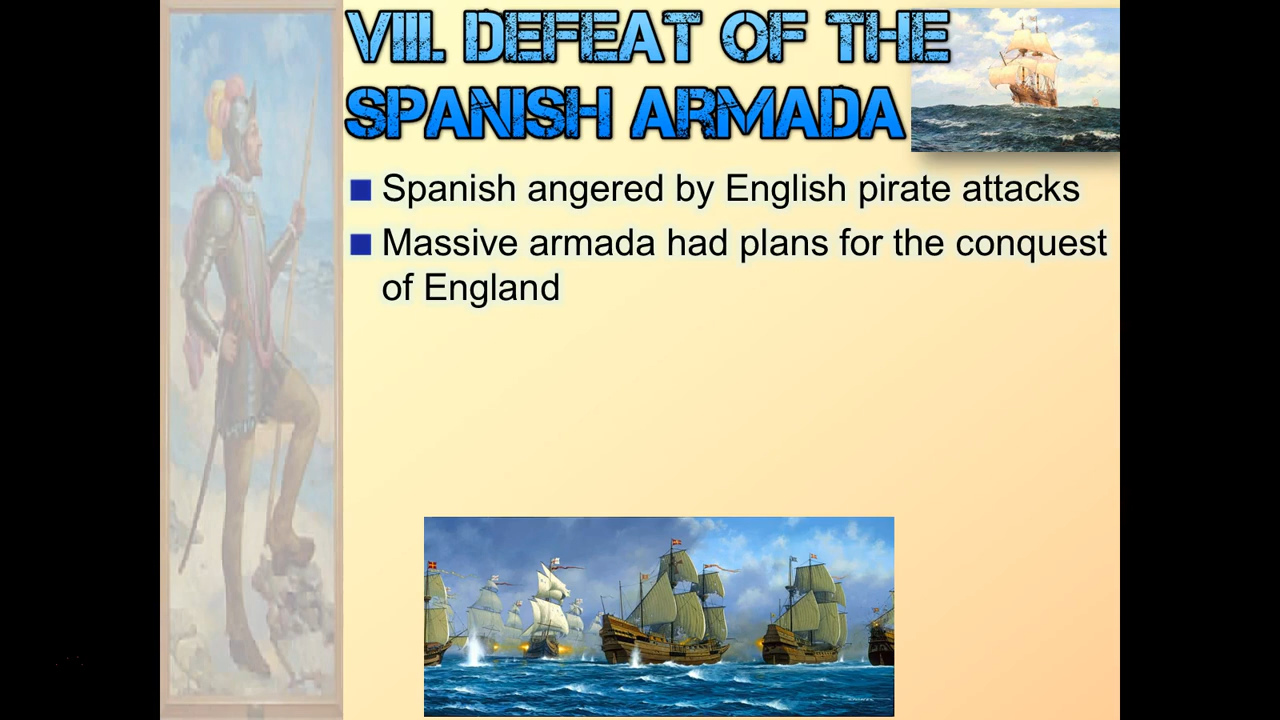 VIII. DEFEAT OF THE
SPANISH ARMADA
Spanish angered by English pirate attacks
Massive armada had plans for the conquest
of England